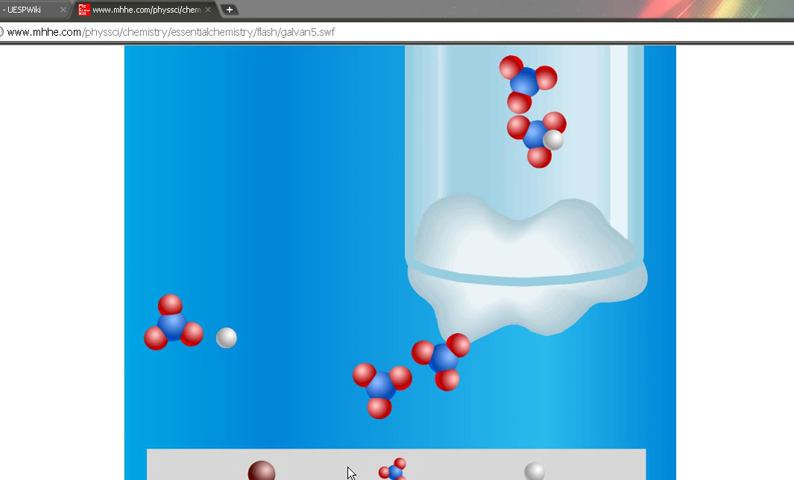 - UESPWiki
www.mhhe.com/physsci/chem
www.mhhe.com/physsci/chemistry/essentialchemistry/flash/galvan5.swf